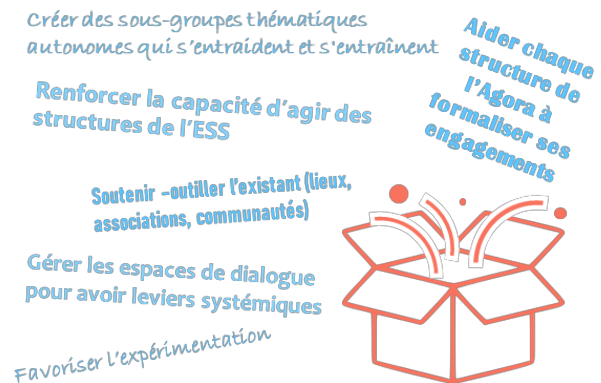 Créer des sous-groupes thématiques
autonomes qui s'entraident et s'entraînent
Aider chaque
structure de
l'Agora à
formaliser ses
engagements
Renforcer la capacité d'agir des
structures de l'ESS
Soutenir –outiller l'existant (lieux,
associations, communautés)
Gérer les espaces de dialogue
pour avoir leviers systémiques
Favoriser l'expérimentation